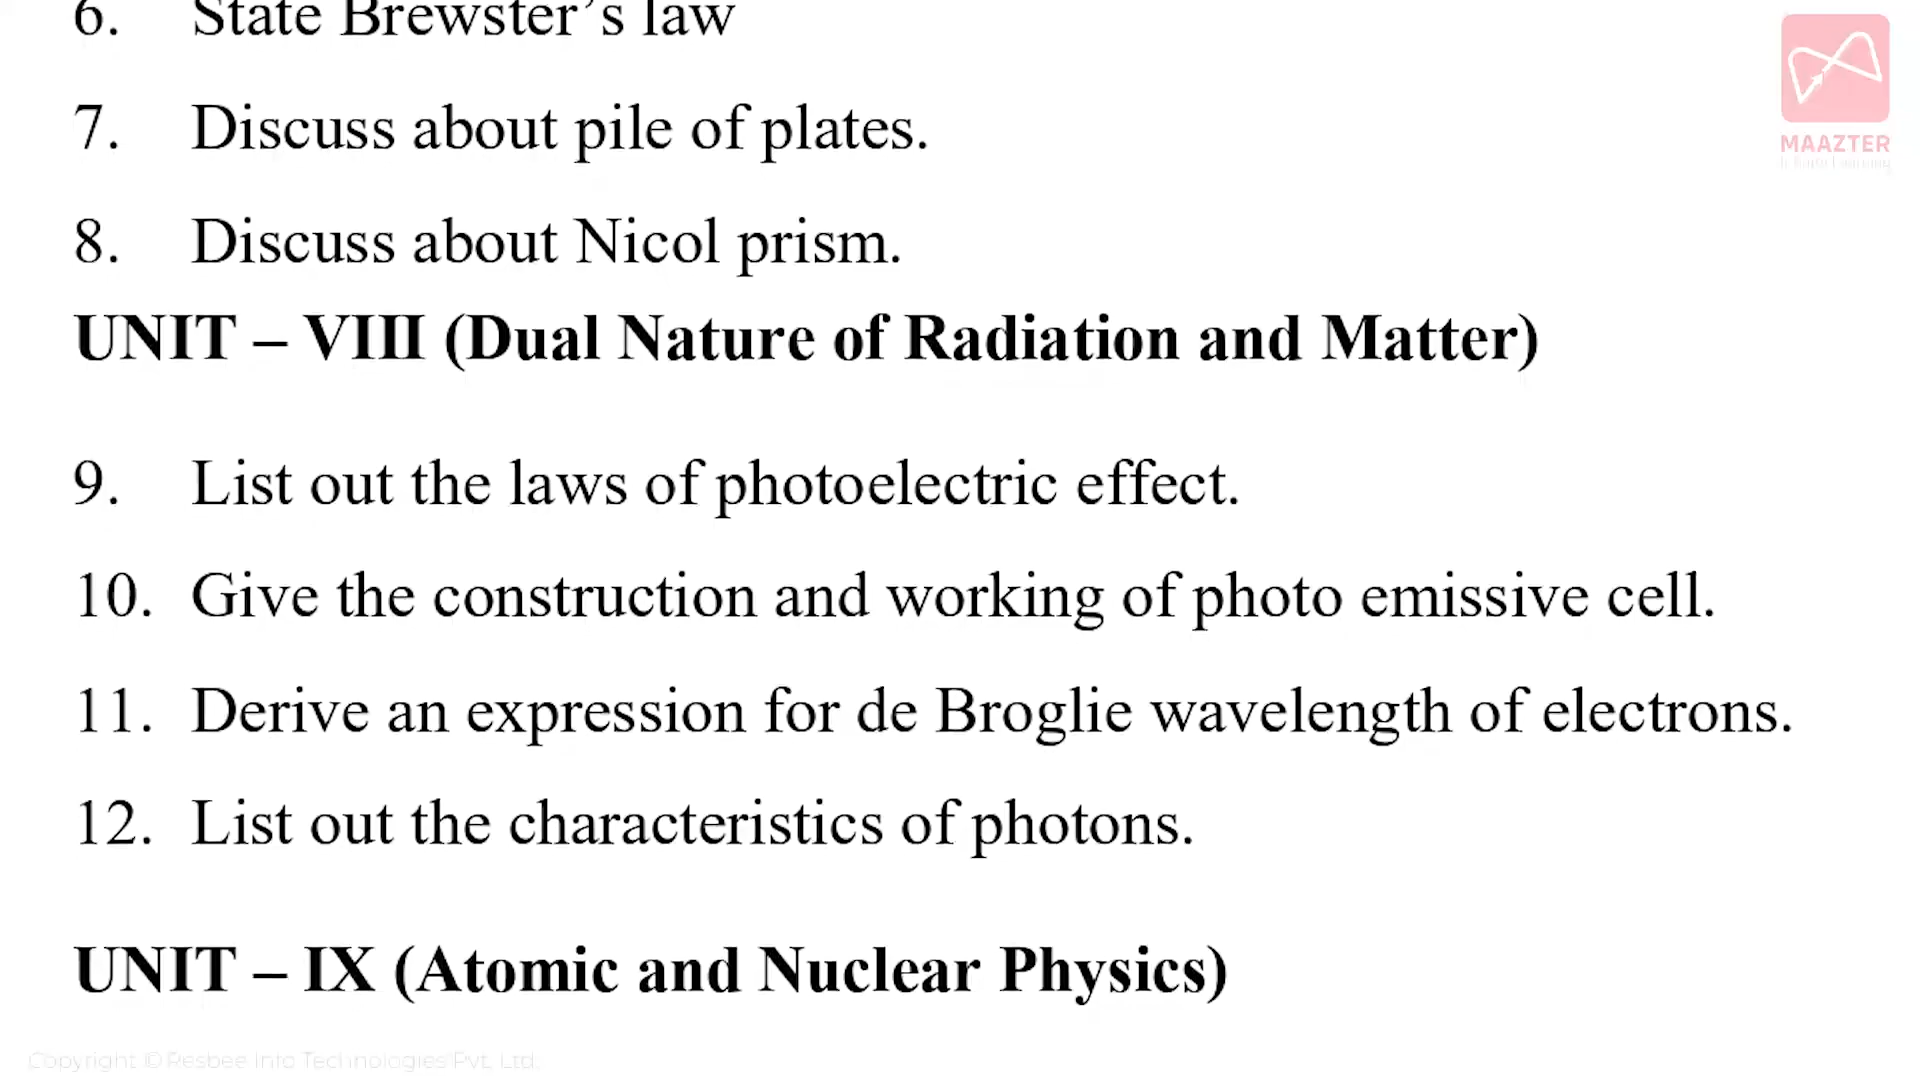 6. State Brewster's law
MAAZTER
7. Discuss about pile of plates.
8. Discuss about Nicol prism.
UNIT – VIII (Dual Nature of Radiation and Matter)
9. List out the laws of photoelectric effect.
10. Give the construction and working of photo emissive cell.
11. Derive an expression for de Broglie wavelength of electrons.
12. List out the characteristics of photons.
UNIT – IX (Atomic and Nuclear Physics)
Copyright © Resbee Info Technologies Pvt. Ltd.